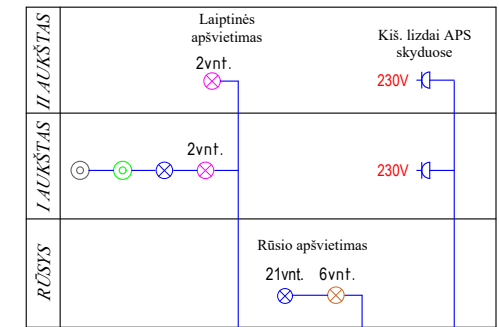 II AUKŠTAS
Laiptinės
apšvietimas
2vnt.
Kiš. lizdai APS
skyduose
230V
I AUKŠTAS
2vnt.
230V
RŪSYS
Rūsio apšvietimas
21vnt. 6vnt.